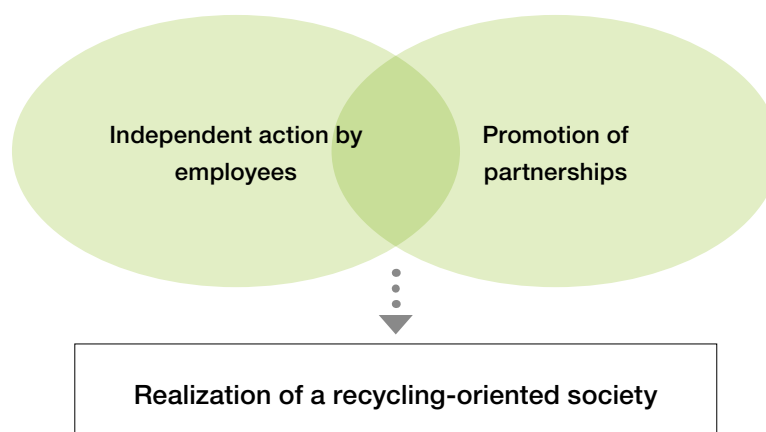 Independent action by
employees
Promotion of
partnerships
Realization of a recycling-oriented society